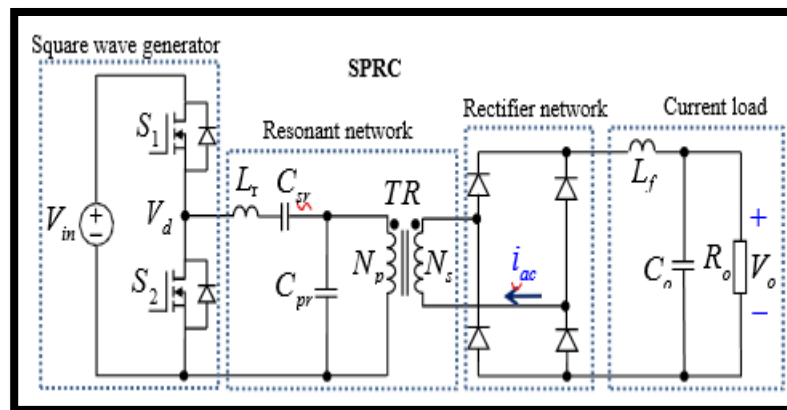 Square wave generator
SPRC
Rectifier network
Current load
Resonant network
S1
Lr
Csr
TR
Lf
Vin
Vd
Np
Ns
iac
Co
Ro
Vo
+
−
S2
Cpr